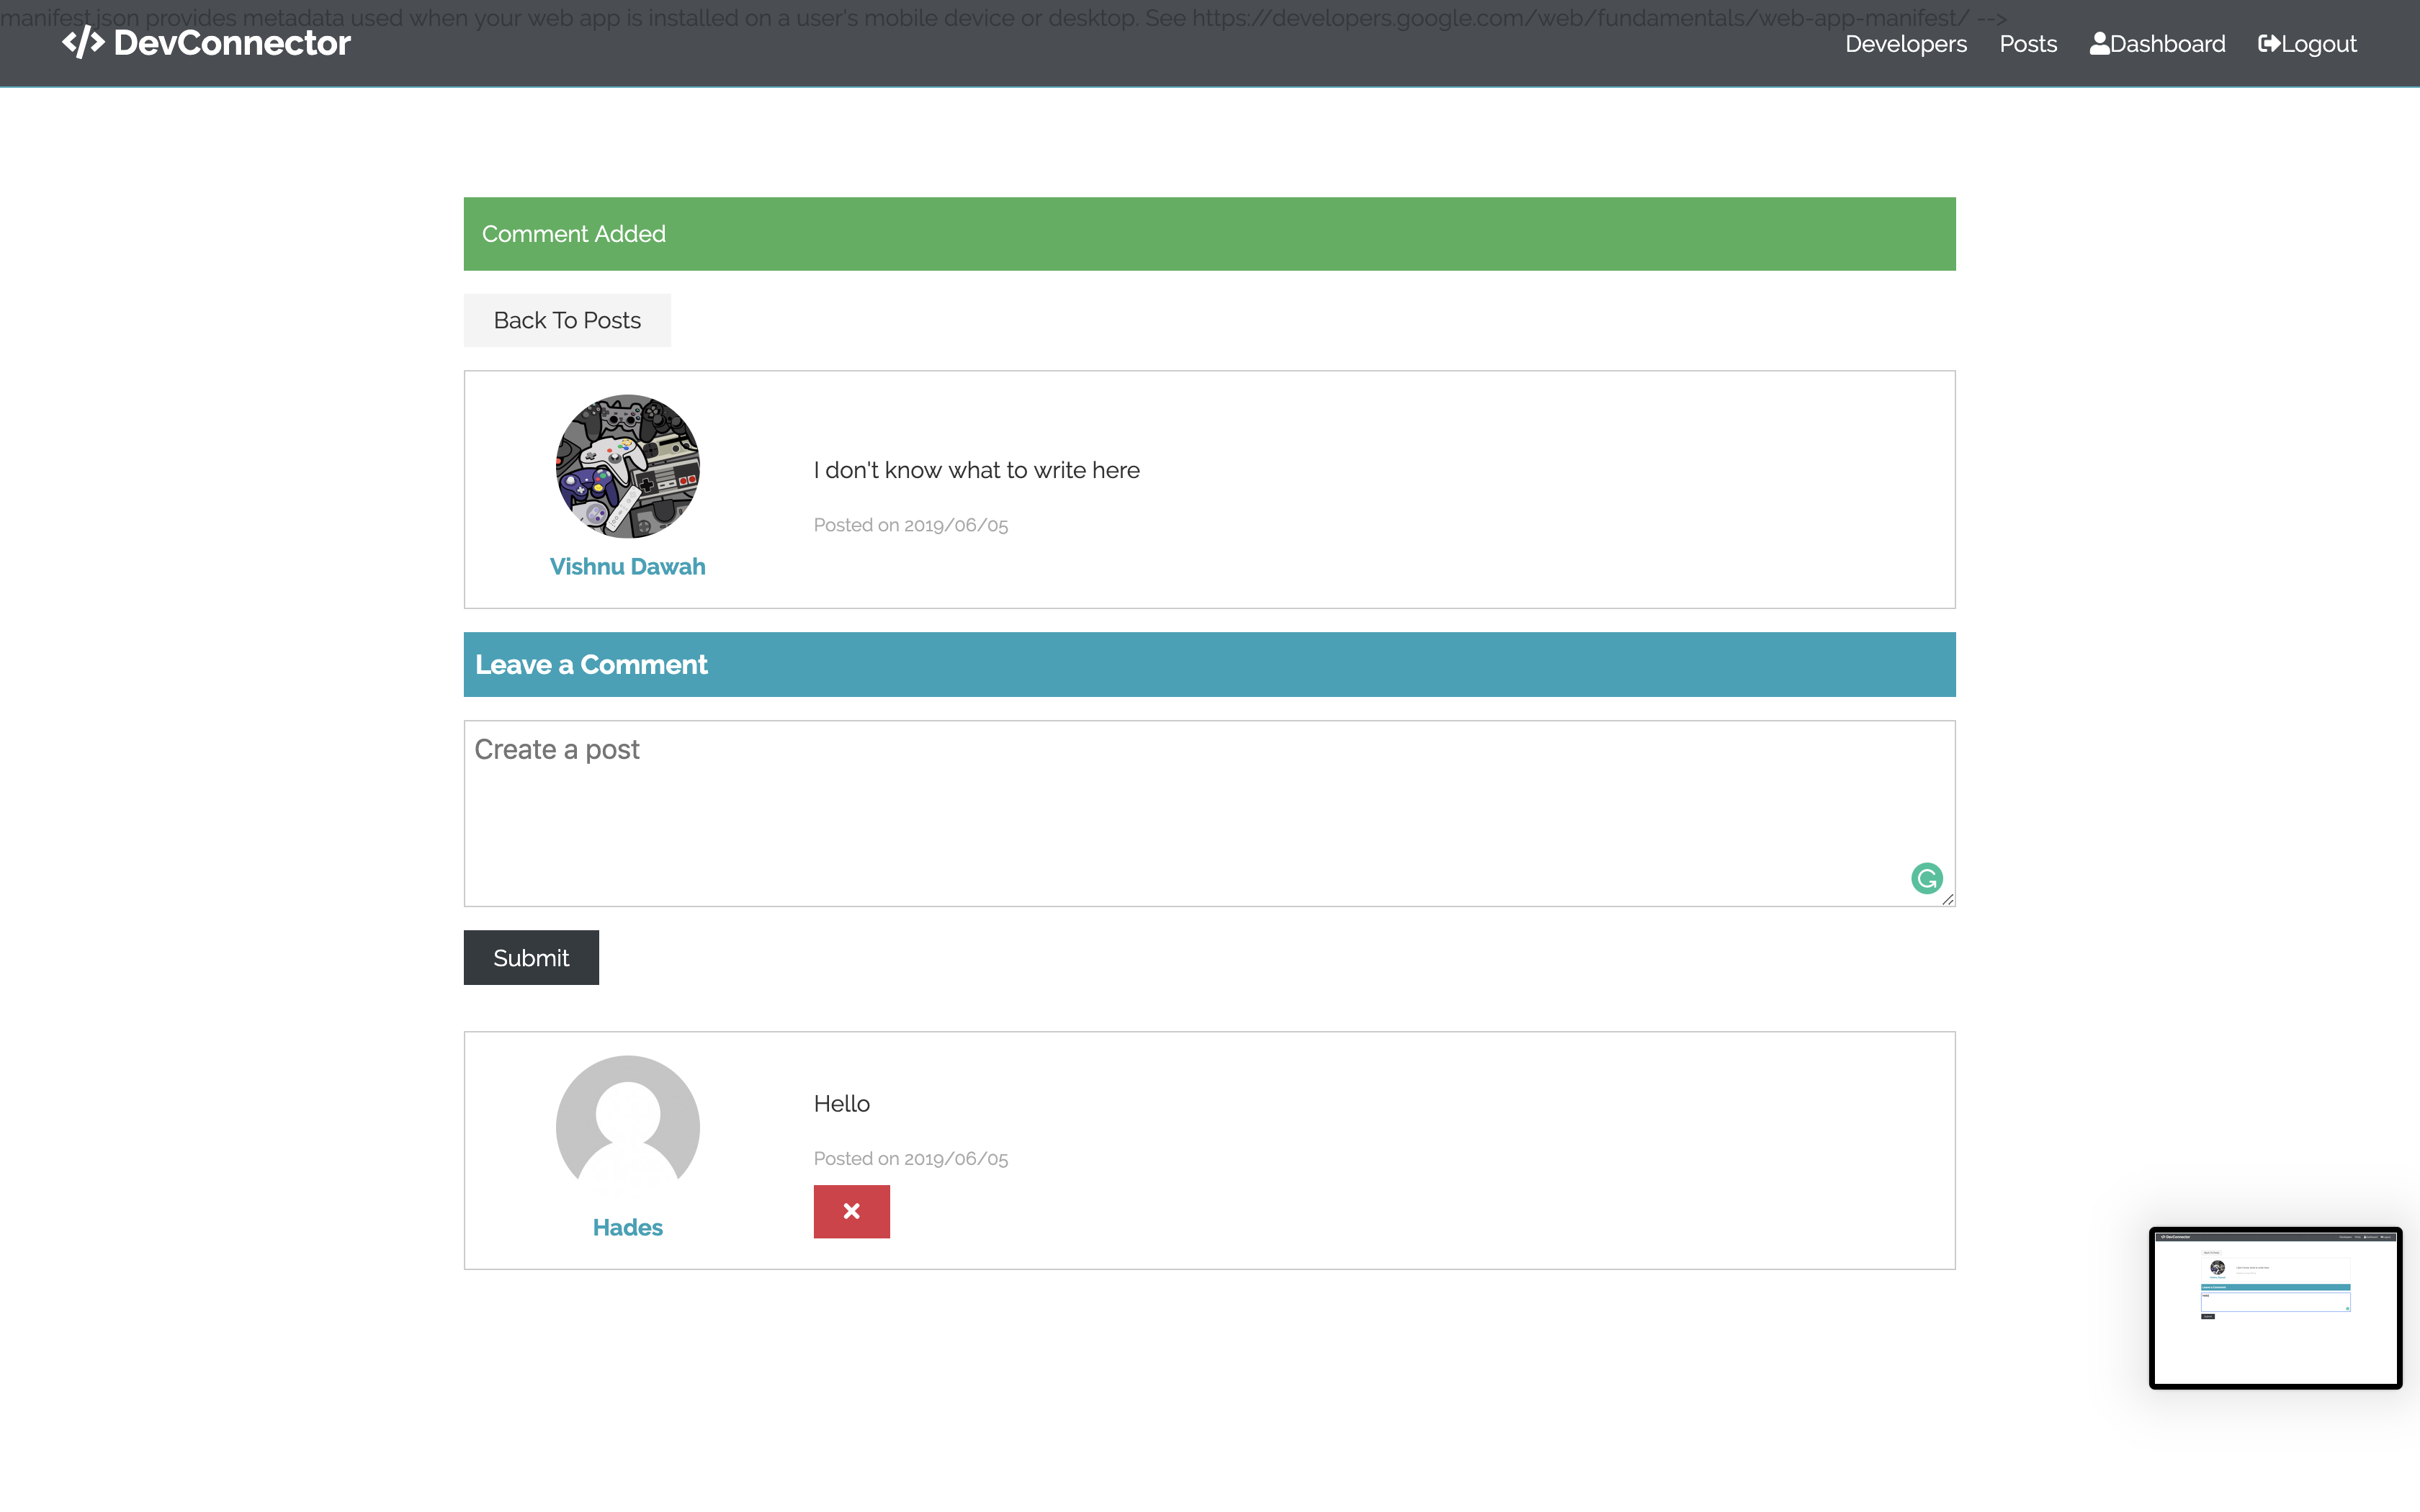 manifest.json provides metadata used when your web app is installed on a user's mobile device or desktop. See https://developers.google.com/web/fundamentals/web-app-manifest/ -->
</> DevConnector
Developers Posts Dashboard Logout
Comment Added
Back To Posts
I don't know what to write here
Posted on 2019/06/05
Vishnu Dawah
Leave a Comment
Create a post
Submit
Hello
Posted on 2019/06/05
Hades